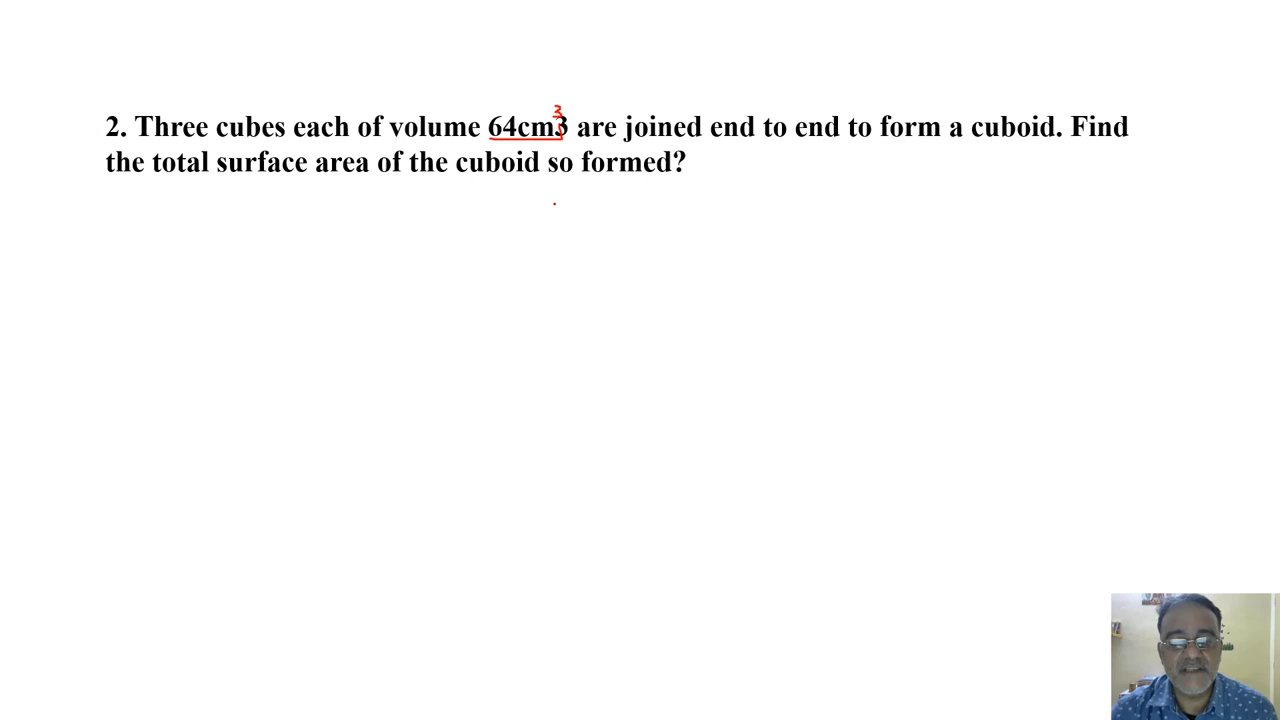 2. Three cubes each of volume 64cm3 are joined end to end to form a cuboid. Find
the total surface area of the cuboid so formed?